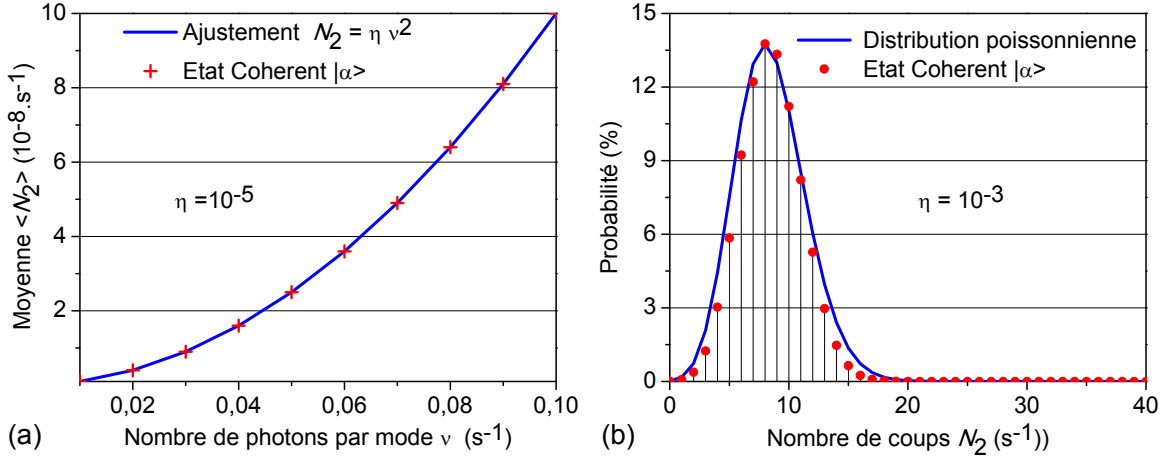 Ajustement N₂ = η ν²
Etat Coherent |α>
η =10⁻⁵
Moyenne <N₂> (10⁻⁸.s⁻¹)
10
8
6
4
2
0,02 0,04 0,06 0,08 0,10
Nombre de photons par mode ν (s⁻¹)
(a)
Distribution poissonnienne
Etat Coherent |α>
η = 10⁻³
Probabilité (%)
15
12
9
6
3
0
0 10 20 30 40
Nombre de coups N₂ (s⁻¹))
(b)